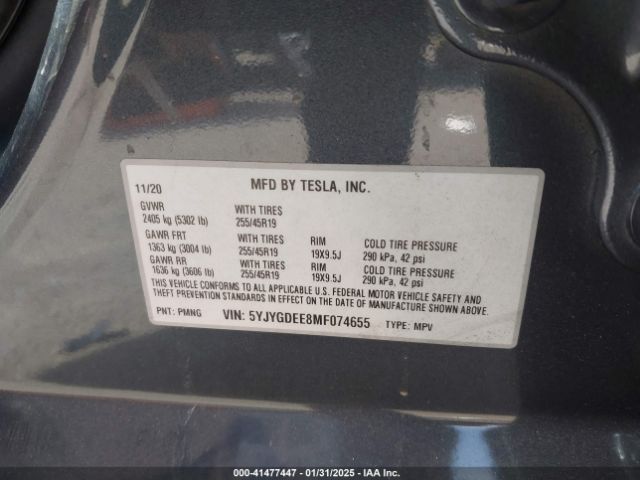 11/20 MFD BY TESLA, INC.
GVWR
2405 kg (5302 lb) WITH TIRES 255/45R19
GAWR FRT
1363 kg (3004 lb) WITH TIRES 255/45R19 RIM 19X9.5J COLD TIRE PRESSURE 290 kPa, 42 psi
GAWR RR
1636 kg (3606 lb) WITH TIRES 255/45R19 RIM 19X9.5J COLD TIRE PRESSURE 290 kPa, 42 psi
THIS VEHICLE CONFORMS TO ALL APPLICABLE U.S. FEDERAL MOTOR VEHICLE SAFETY AND
THEFT PREVENTION STANDARDS IN EFFECT ON THE DATE OF MANUFACTURE SHOWN ABOVE.
PNT: PMNG VIN: 5YJYGDEE8MF074655 TYPE: MPV
000-41477447 - 01/31/2025 - IAA Inc.